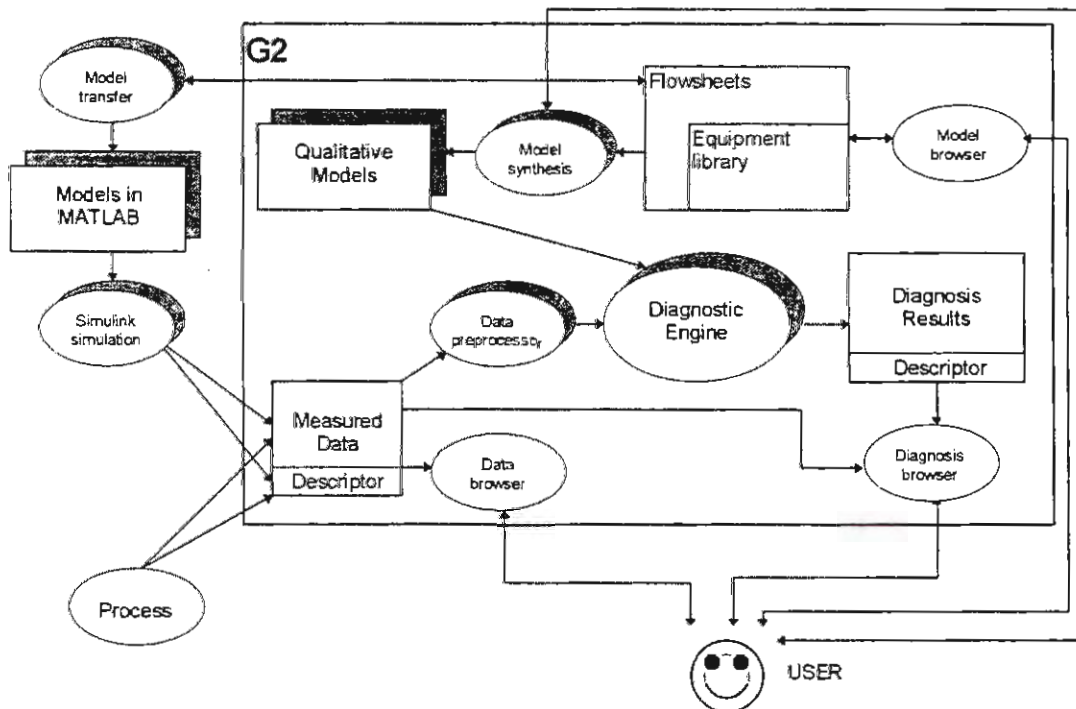 G2
Model
transfer
Flowsheets
Equipment
library
Model
browser
Qualitative
Models
Model
synthesis
Models in
MATLAB
Simulink
simulation
Data
preprocessor
Diagnostic
Engine
Diagnosis
Results
Descriptor
Measured
Data
Descriptor
Data
browser
Diagnosis
browser
Process
USER